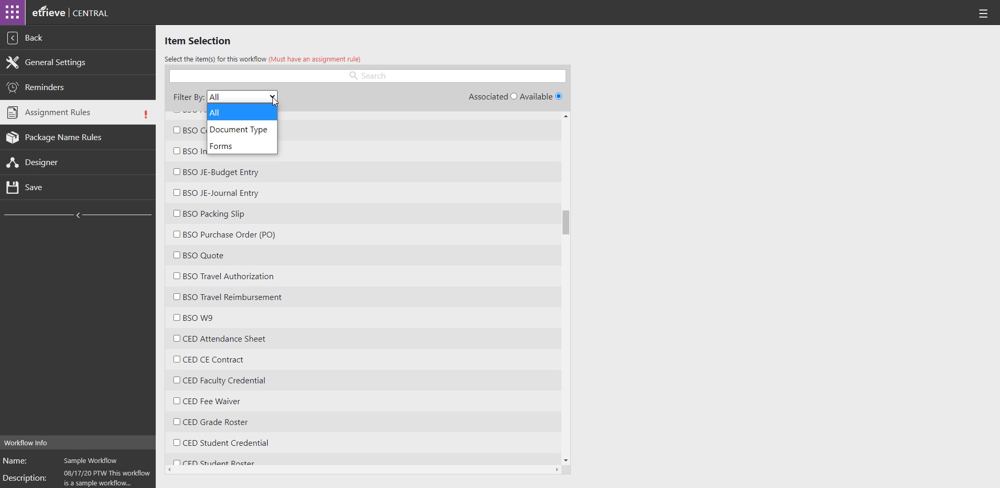 etrieve | CENTRAL
Back
General Settings
Reminders
Assignment Rules
Package Name Rules
Designer
Save
Workflow Info
Name: Sample Workflow
Description: 08/17/20 PTW This workflow
is a sample workflow...
Item Selection
Select the item(s) for this workflow (Must have an assignment rule)
Search
Filter By: All
Associated Available
All
Document Type
Forms
BSO
BSO
BSO
BSO JE-Budget Entry
BSO JE-Journal Entry
BSO Packing Slip
BSO Purchase Order (PO)
BSO Quote
BSO Travel Authorization
BSO Travel Reimbursement
BSO W9
CED Attendance Sheet
CED CE Contract
CED Faculty Credential
CED Fee Waiver
CED Grade Roster
CED Student Credential
CED Student Roster